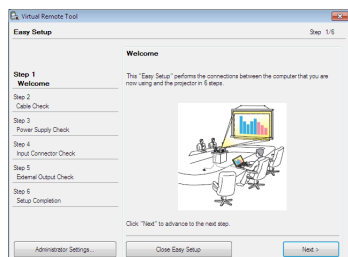 Virtual Remote Tool
Easy Setup
Step 1/6
Welcome
Step 1
Welcome
This "Easy Setup" performs the connections between the computer that you are
now using and the projector in 6 steps.
Step 2
Cable Check
Step 3
Power Supply Check
Step 4
Input Connector Check
Step 5
External Output Check
Step 6
Setup Completion
Click "Next" to advance to the next step.
Administrator Settings...
Close Easy Setup
Next >